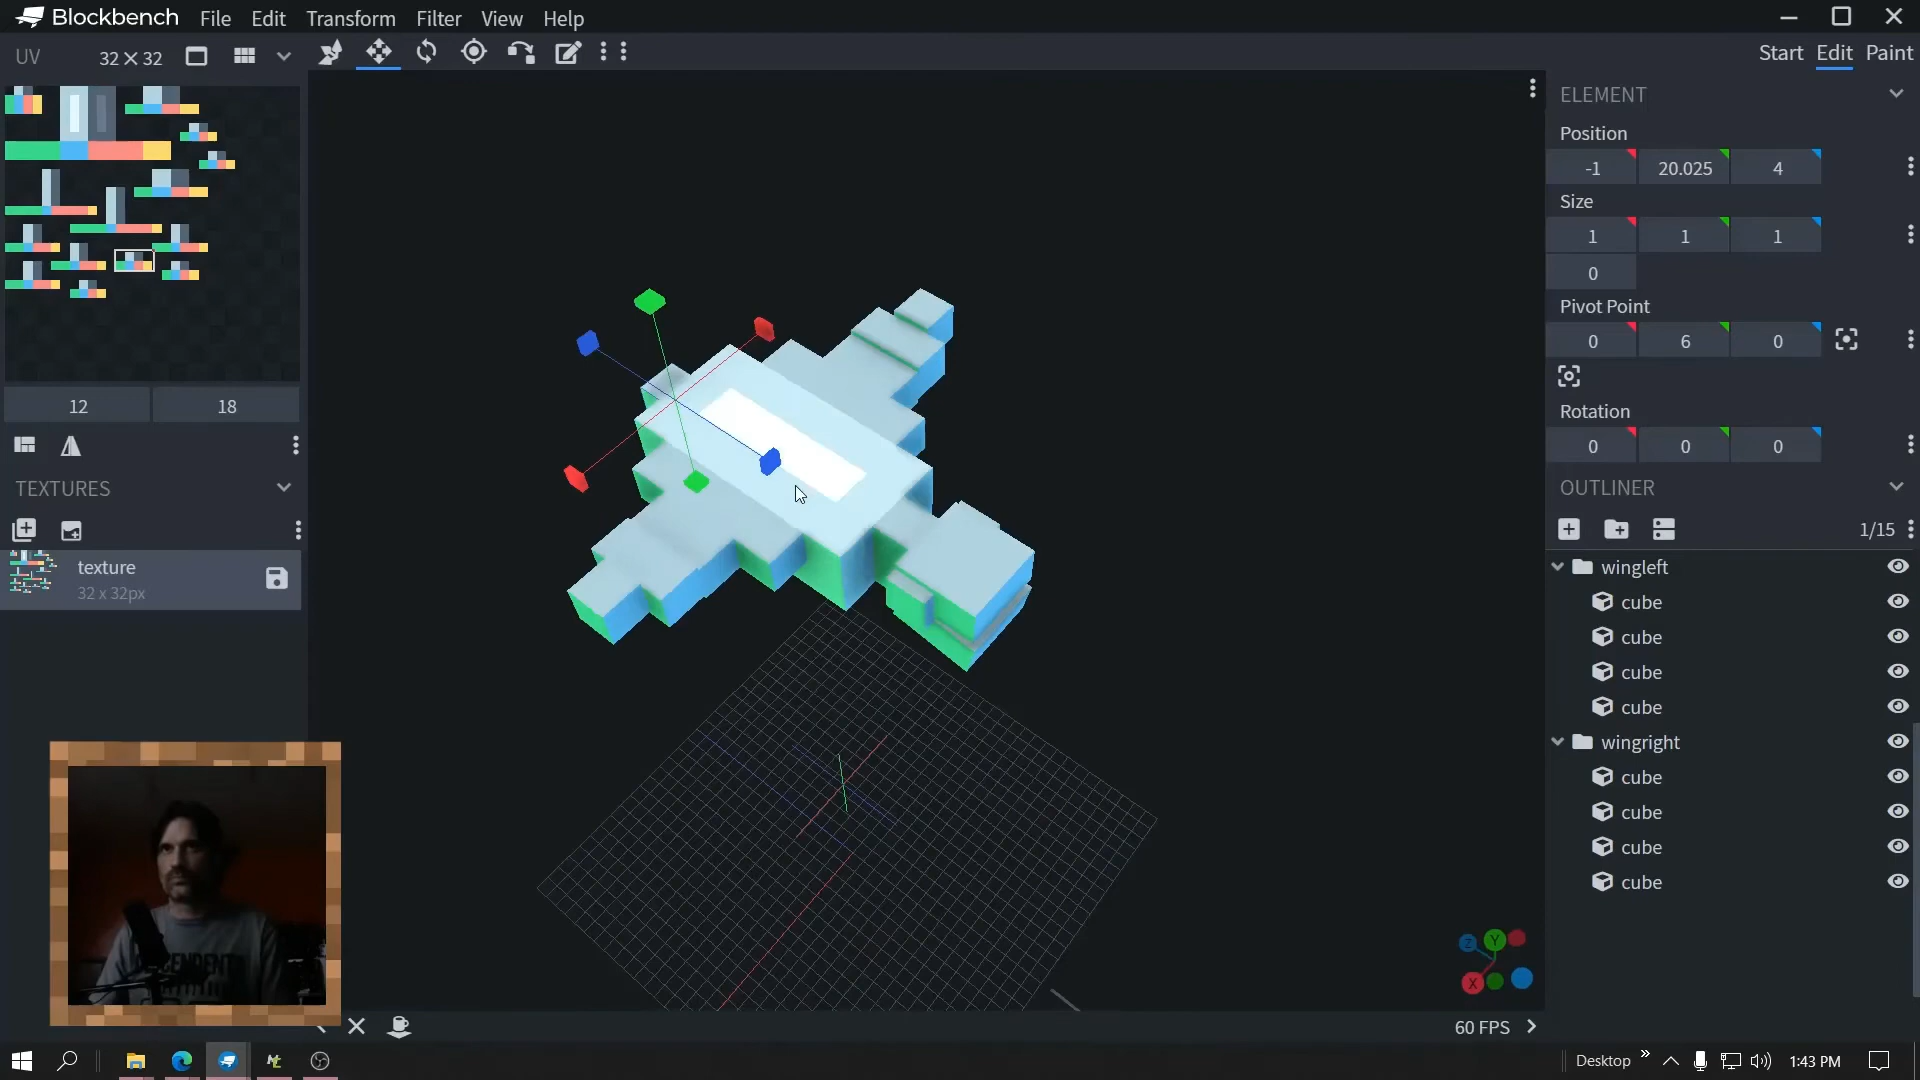 Blockbench File Edit Transform Filter View Help
UV 32 × 32
Start Edit Paint
ELEMENT
Position
-1 20.025 4
Size
1 1 1
0
Pivot Point
0 6 0
Rotation
0 0 0
12 18
TEXTURES
texture
32 x 32px
OUTLINER
1/15
wingleft
cube
cube
cube
cube
wingright
cube
cube
cube
cube
Z Y
X
60 FPS
Desktop 1:43 PM